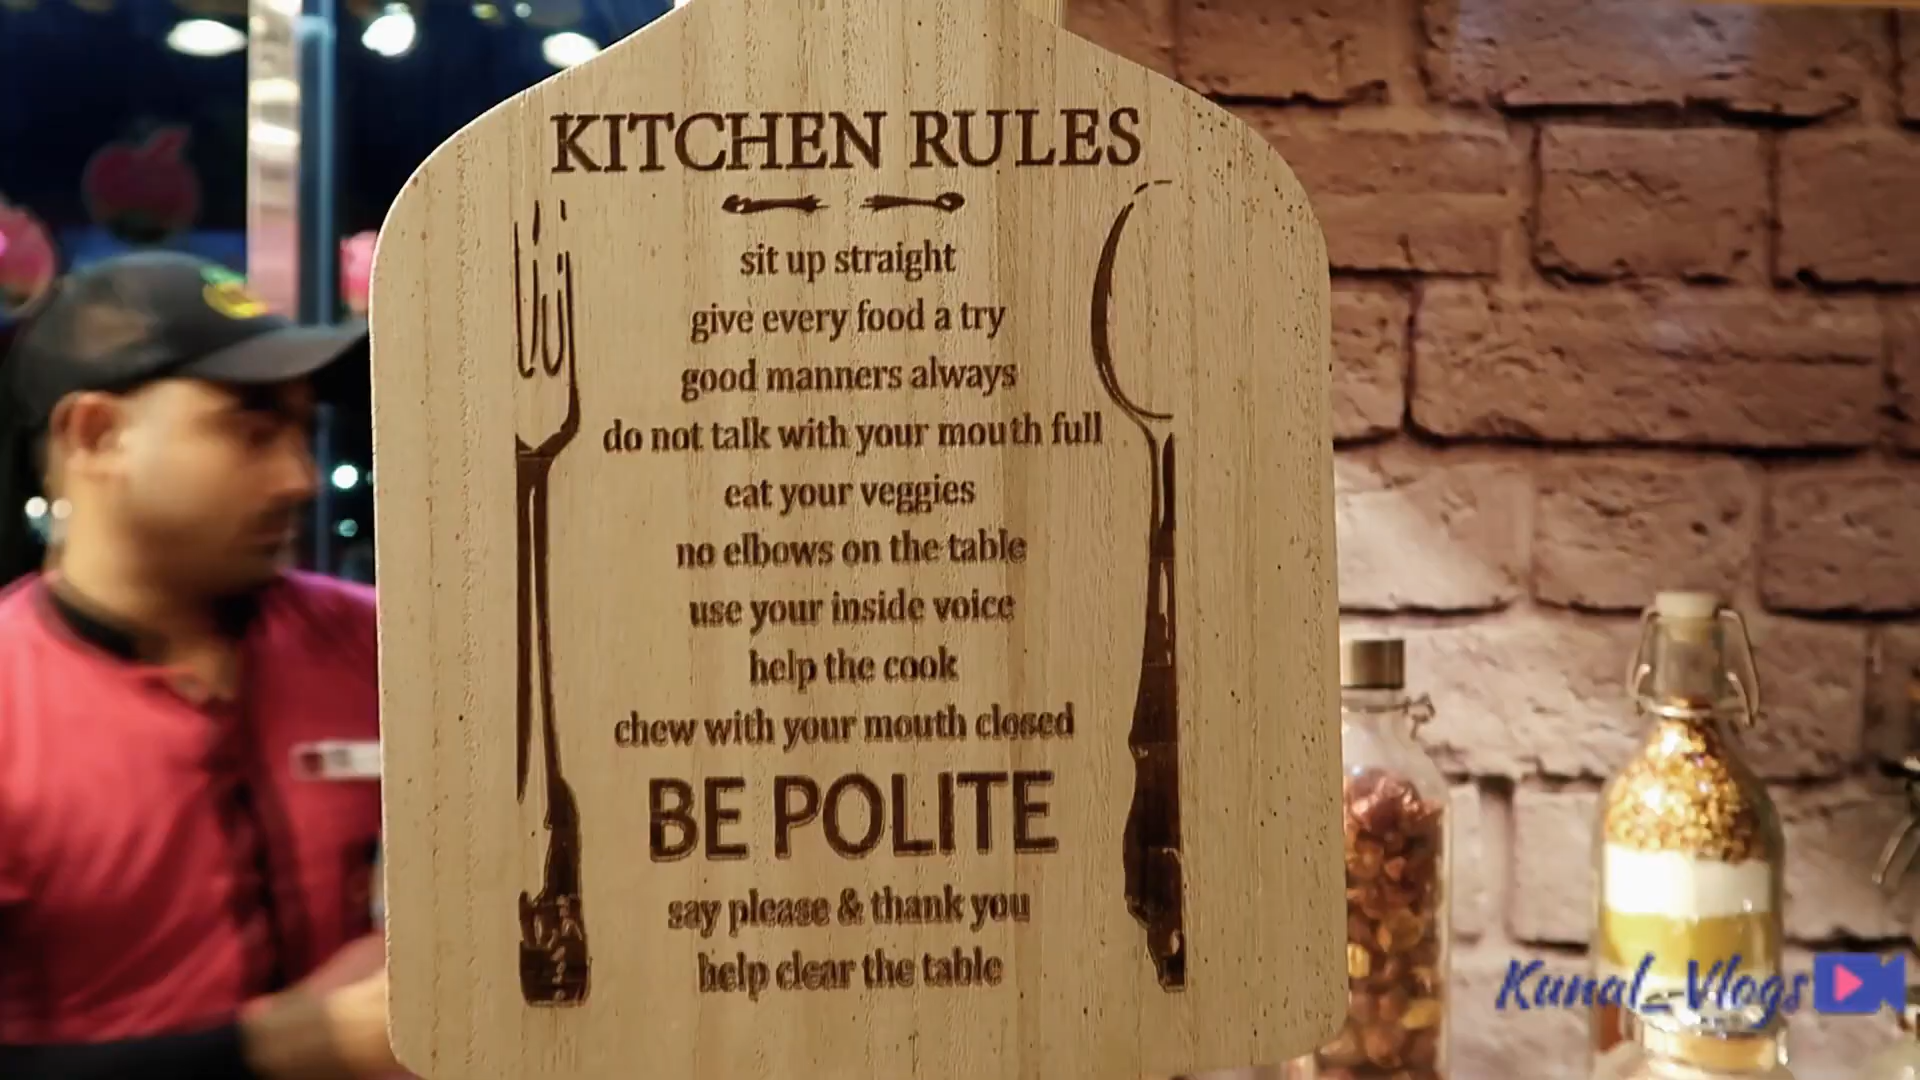 KITCHEN RULES
sit up straight
give every food a try
good manners always
do not talk with your mouth full
eat your veggies
no elbows on the table
use your inside voice
help the cook
chew with your mouth closed
BE POLITE
say please & thank you
help clear the table
Kunal_Vlogs